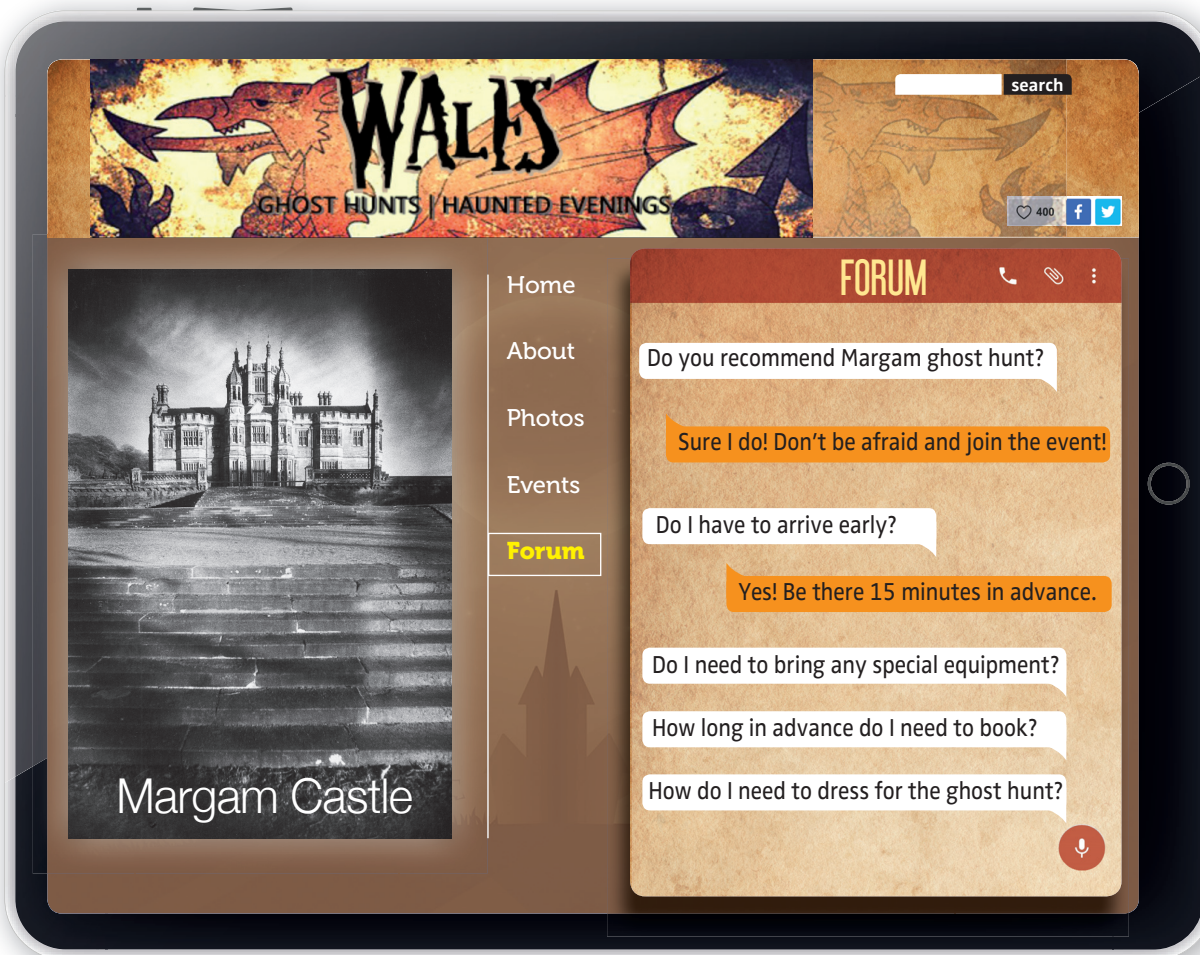 WALES
GHOST HUNTS | HAUNTED EVENINGS
search
400
Margam Castle
Home
About
Photos
Events
Forum
FORUM
Do you recommend Margam ghost hunt?
Sure I do! Don't be afraid and join the event!
Do I have to arrive early?
Yes! Be there 15 minutes in advance.
Do I need to bring any special equipment?
How long in advance do I need to book?
How do I need to dress for the ghost hunt?